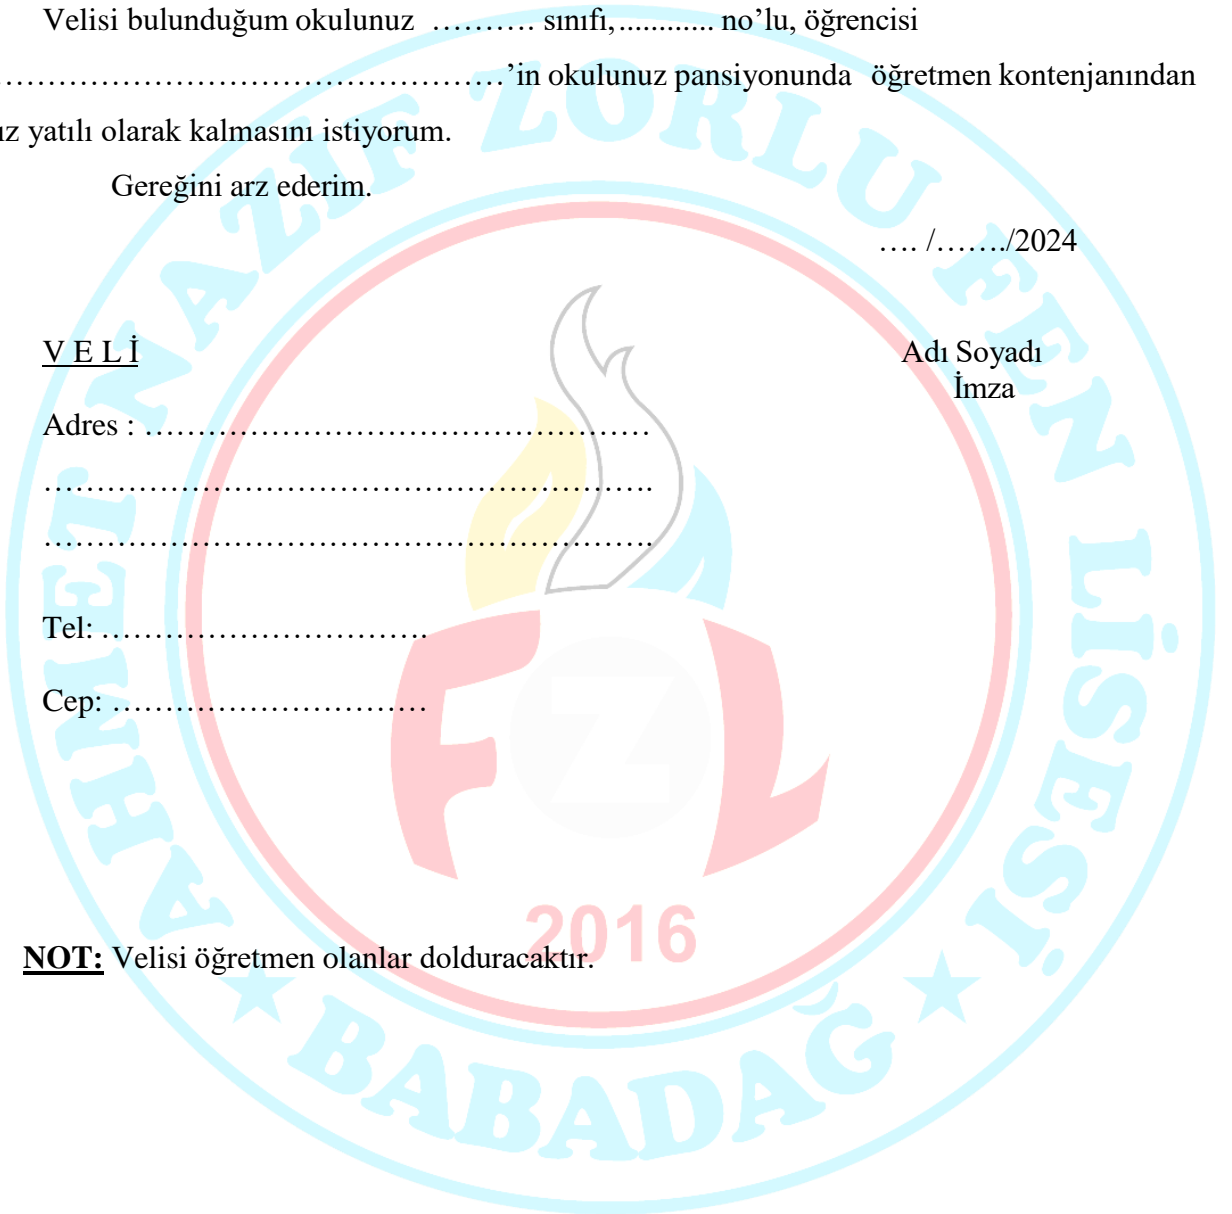 Velisi bulunduğum okulunuz ………. sınıfı,............ no’lu, öğrencisi
…………………………………………’in okulunuz pansiyonunda öğretmen kontenjanından
yatılı olarak kalmasını istiyorum.
Gereğini arz ederim.
…. /……./2024
V E L İ
Adı Soyadı
İmza
Adres : ………………………………………….
………………………………………………….
………………………………………………….
Tel: ………………………….
Cep: …………………………
NOT: Velisi öğretmen olanlar dolduracaktır.
AHMET NAZİF ZORLU FEN LİSESİ
FZL
2016
★ BABADAĞ ★